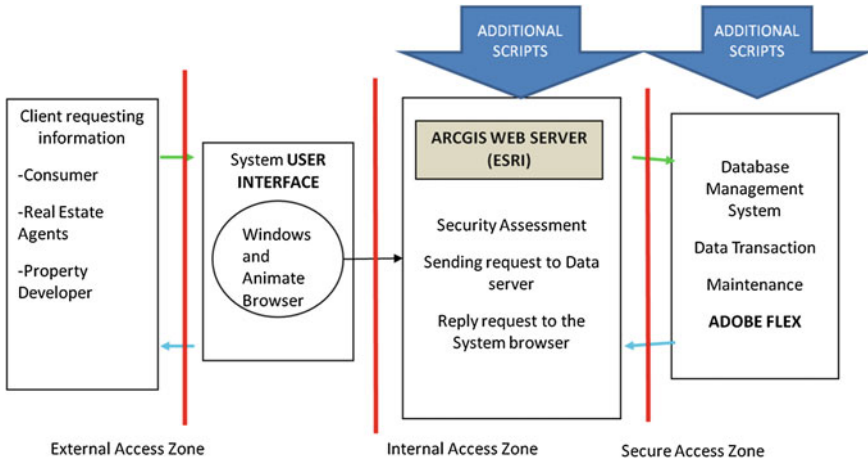 ADDITIONAL
SCRIPTS
ADDITIONAL
SCRIPTS
Client requesting
information
-Consumer
-Real Estate
Agents
-Property
Developer
System USER
INTERFACE
Windows
and
Animate
Browser
ARCGIS WEB SERVER
(ESRI)
Security Assessment
Sending request to Data
server
Reply request to the
System browser
Database
Management
System
Data Transaction
Maintenance
ADOBE FLEX
External Access Zone
Internal Access Zone
Secure Access Zone